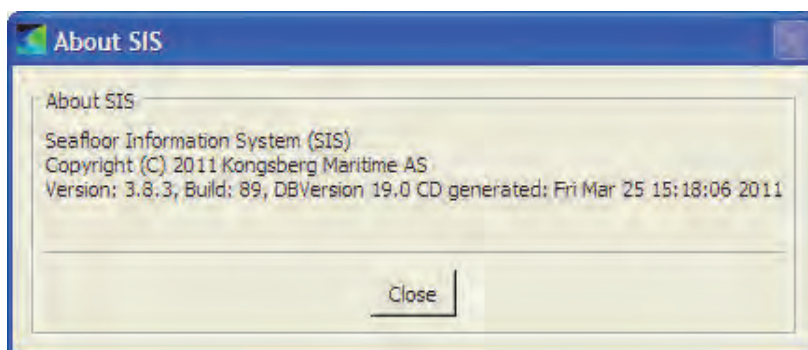 About SIS
About SIS
Seafloor Information System (SIS)
Copyright (C) 2011 Kongsberg Maritime AS
Version: 3.8.3, Build: 89, DBVersion 19.0 CD generated: Fri Mar 25 15:18:06 2011
Close